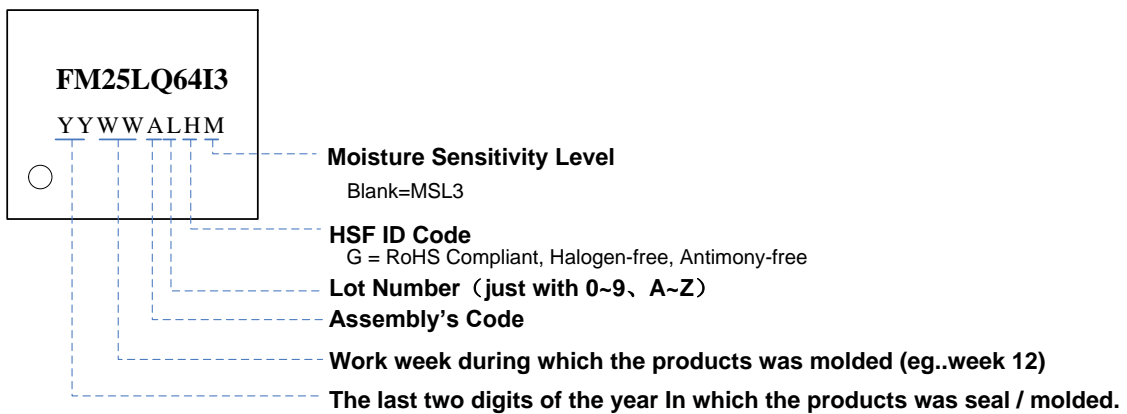 FM25LQ64I3
YYWWALHM
Moisture Sensitivity Level
Blank=MSL3
HSF ID Code
G = RoHS Compliant, Halogen-free, Antimony-free
Lot Number（just with 0~9、A~Z）
Assembly's Code
Work week during which the products was molded (eg..week 12)
The last two digits of the year In which the products was seal / molded.